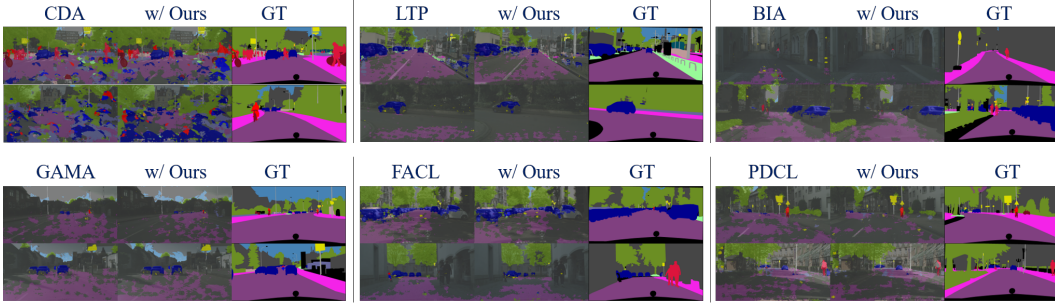 CDA w/ Ours GT LTP w/ Ours GT BIA w/ Ours GT
GAMA w/ Ours GT FACL w/ Ours GT PDCL w/ Ours GT